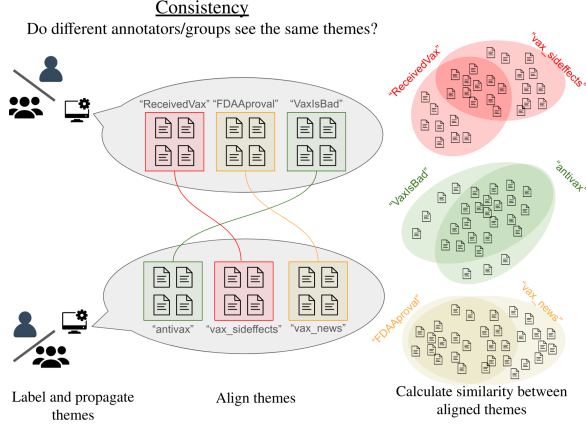 Consistency
Do different annotators/groups see the same themes?
“ReceivedVax” “FDAAproval” “VaxIsBad”
“ReceivedVax”
“vax_sideffects”
“VaxIsBad”
“antivax”
“antivax” “vax_sideffects” “vax_news”
“FDAAproval”
“vax_news”
Label and propagate
themes
Align themes
Calculate similarity between
aligned themes